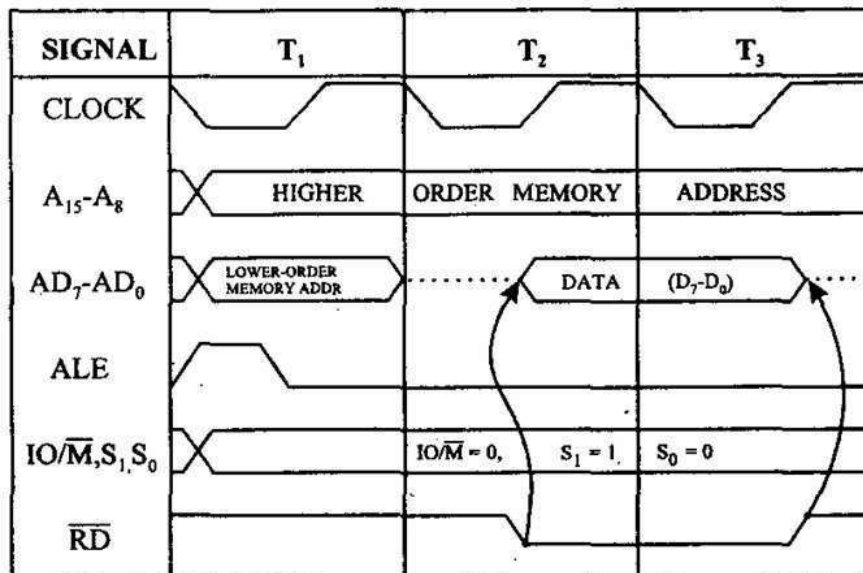 SIGNAL T₁ T₂ T₃
CLOCK
A₁₅-A₈ HIGHER ORDER MEMORY ADDRESS
AD₇-AD₀ LOWER-ORDER MEMORY ADDR DATA (D₇-D₀)
ALE
IO/M̅,S₁,S₀ IO/M̅ = 0, S₁ = 1, S₀ = 0
R̅D̅